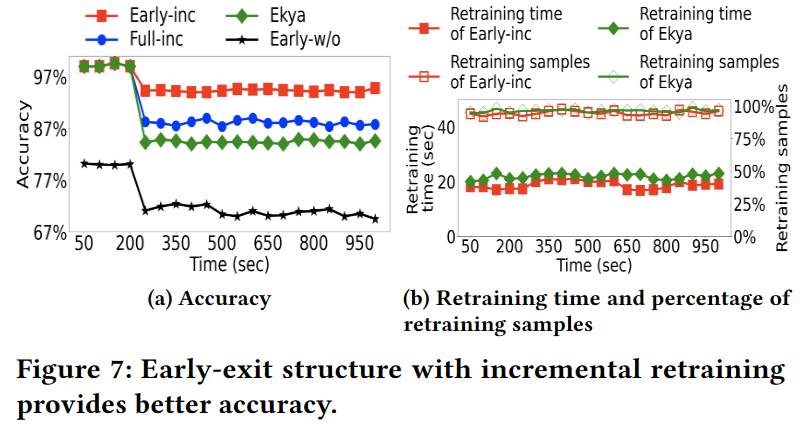 Early-inc
Ekya
Full-inc
Early-w/o
97%
87%
77%
67%
Accuracy
50
200
350
500
650
800
950
Time (sec)
(a) Accuracy
Retraining time
of Early-inc
Retraining time
of Ekya
Retraining samples
of Early-inc
Retraining samples
of Ekya
40
20
0
Retraining
time (sec)
100%
75%
50%
25%
0%
Retraining samples
50
200
350
500
650
800
950
Time (sec)
(b) Retraining time and percentage of
retraining samples
Figure 7: Early-exit structure with incremental retraining
provides better accuracy.